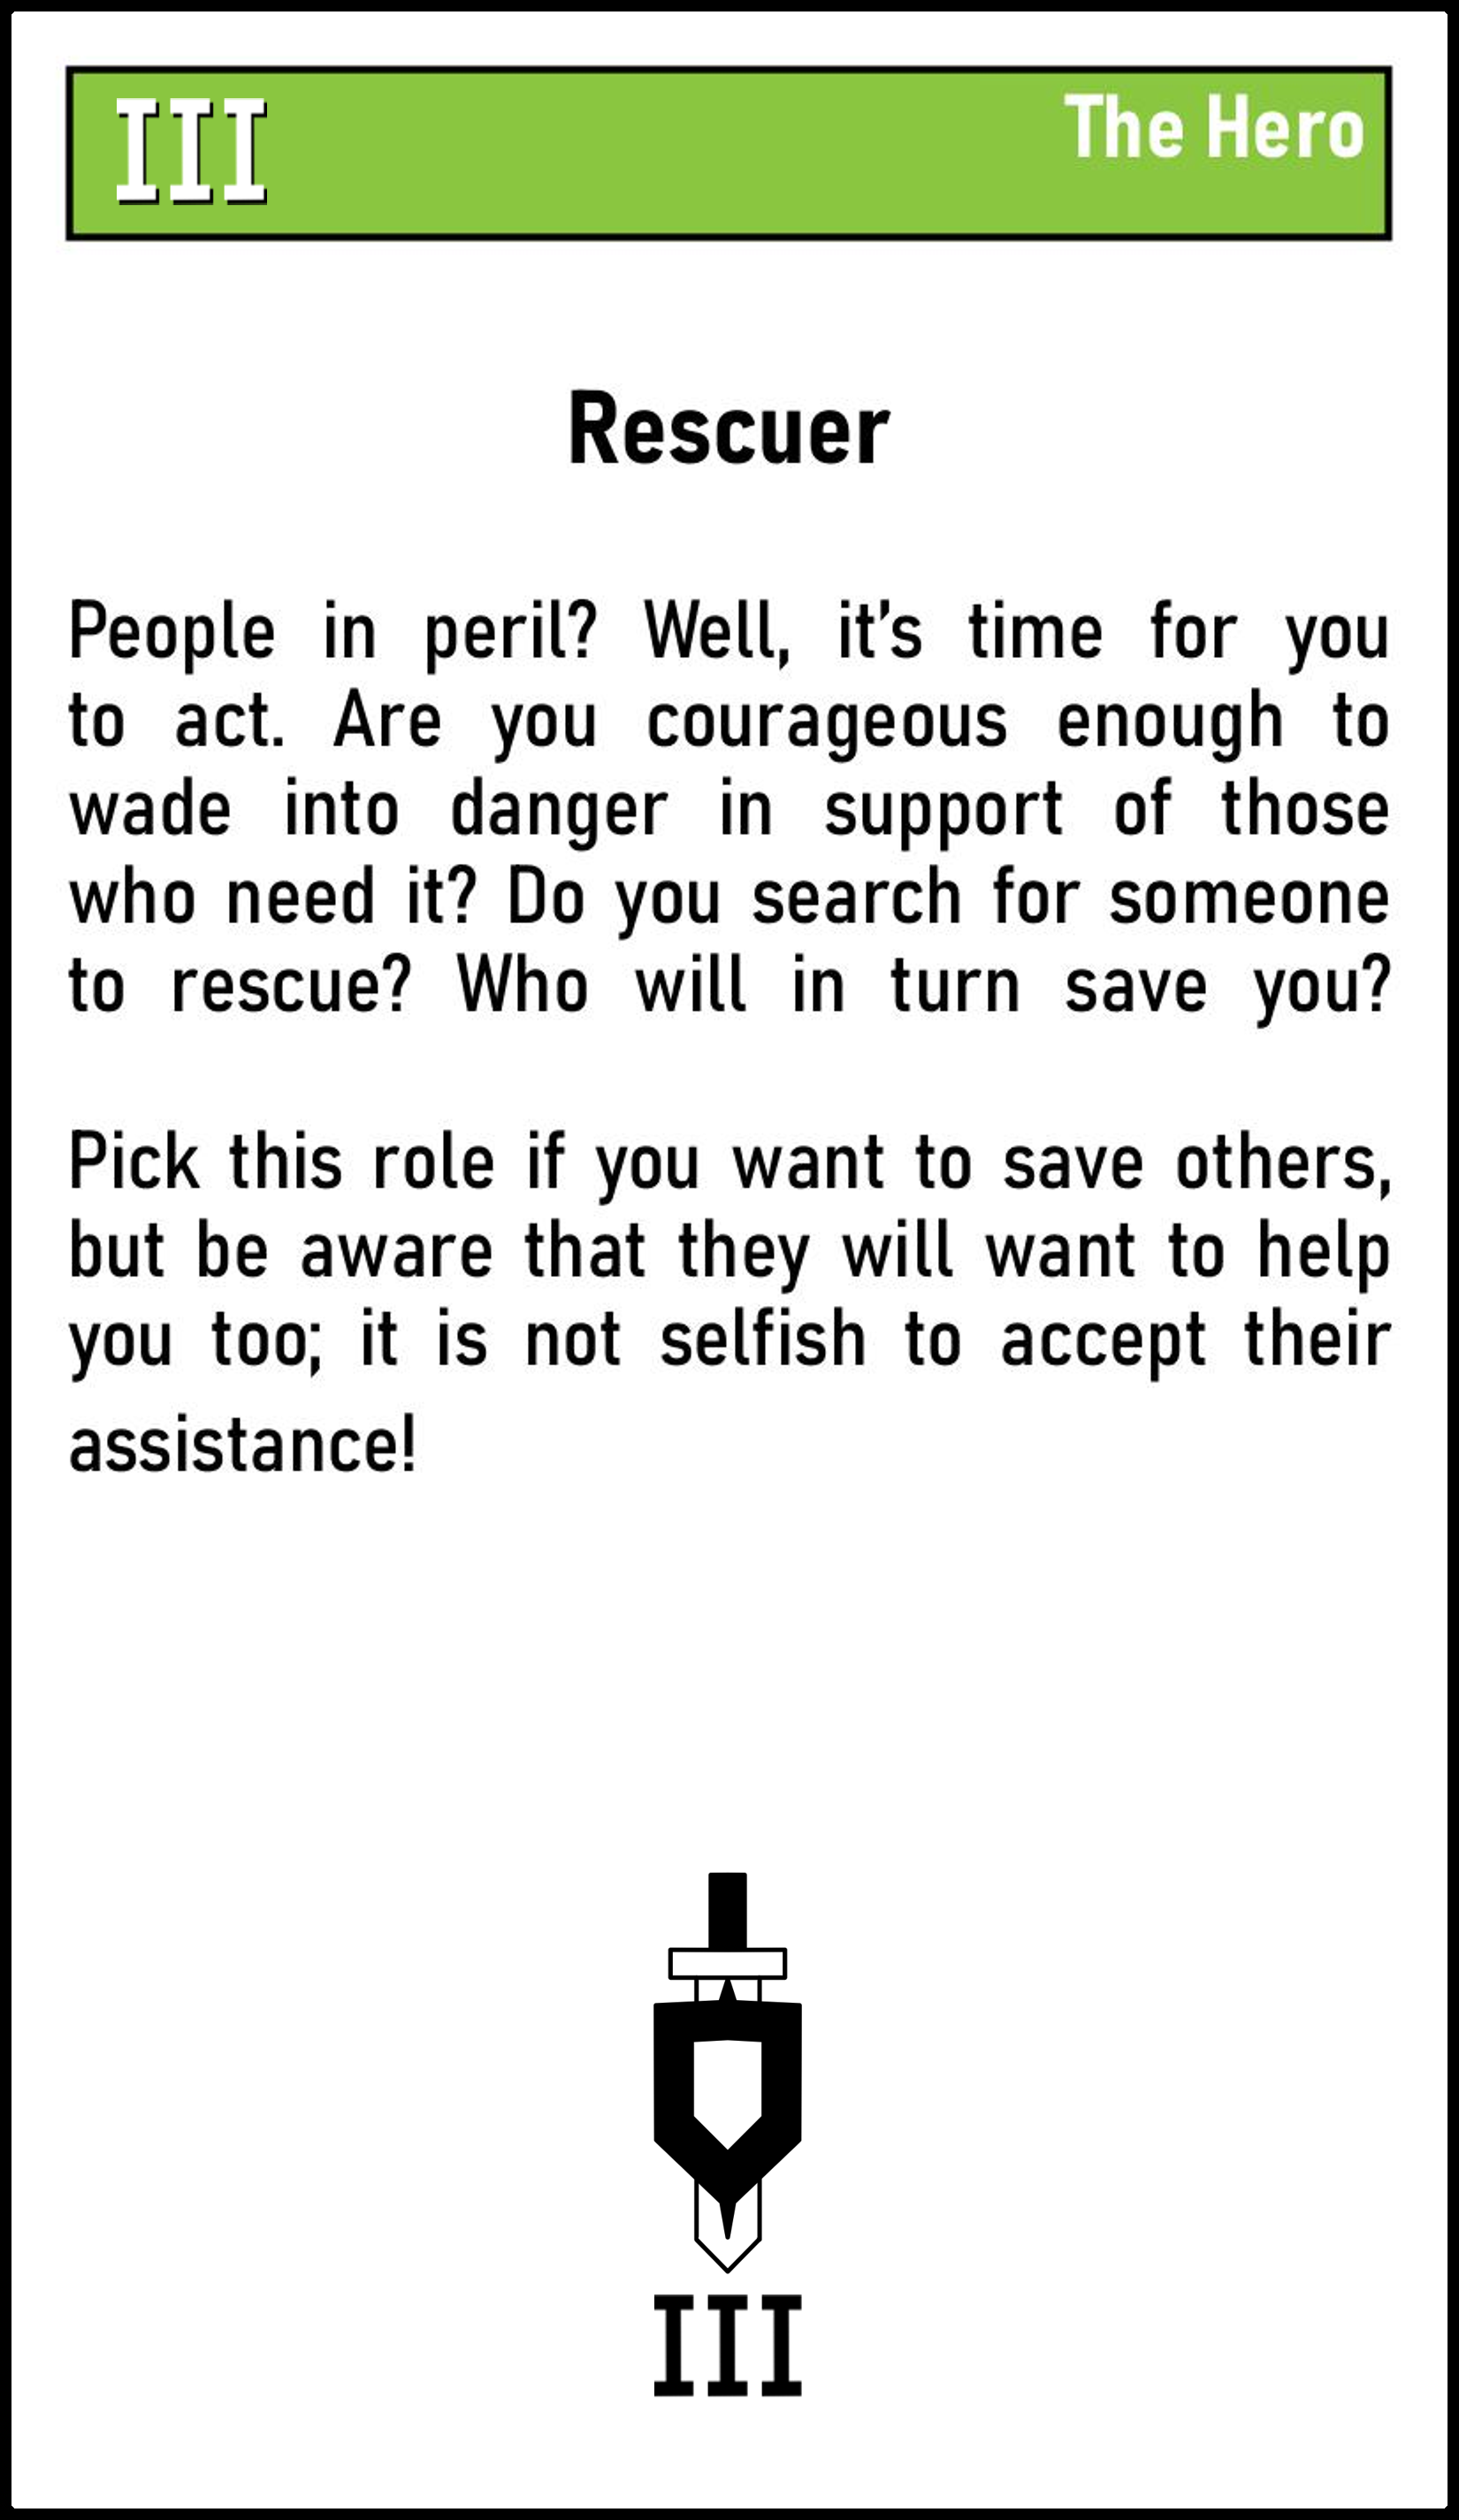 III
The Hero
Rescuer
People in peril? Well, it’s time for you
to act. Are you courageous enough to
wade into danger in support of those
who need it? Do you search for someone
to rescue? Who will in turn save you?
Pick this role if you want to save others,
but be aware that they will want to help
you too; it is not selfish to accept their
assistance!
III